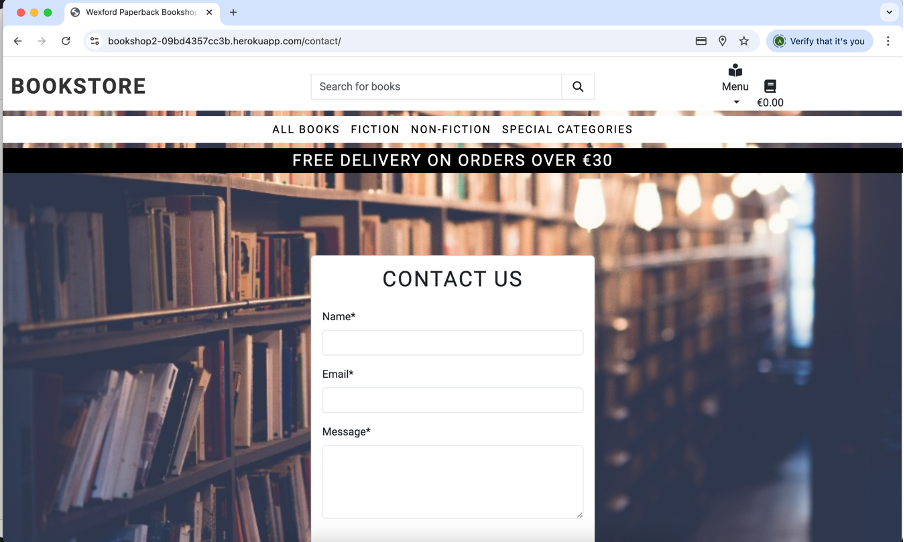 Wexford Paperback Bookshop
bookshop2-09bd4357cc3b.herokuapp.com/contact/
Verify that it's you
BOOKSTORE
Search for books
Menu
€0.00
ALL BOOKS FICTION NON-FICTION SPECIAL CATEGORIES
FREE DELIVERY ON ORDERS OVER €30
CONTACT US
Name*
Email*
Message*